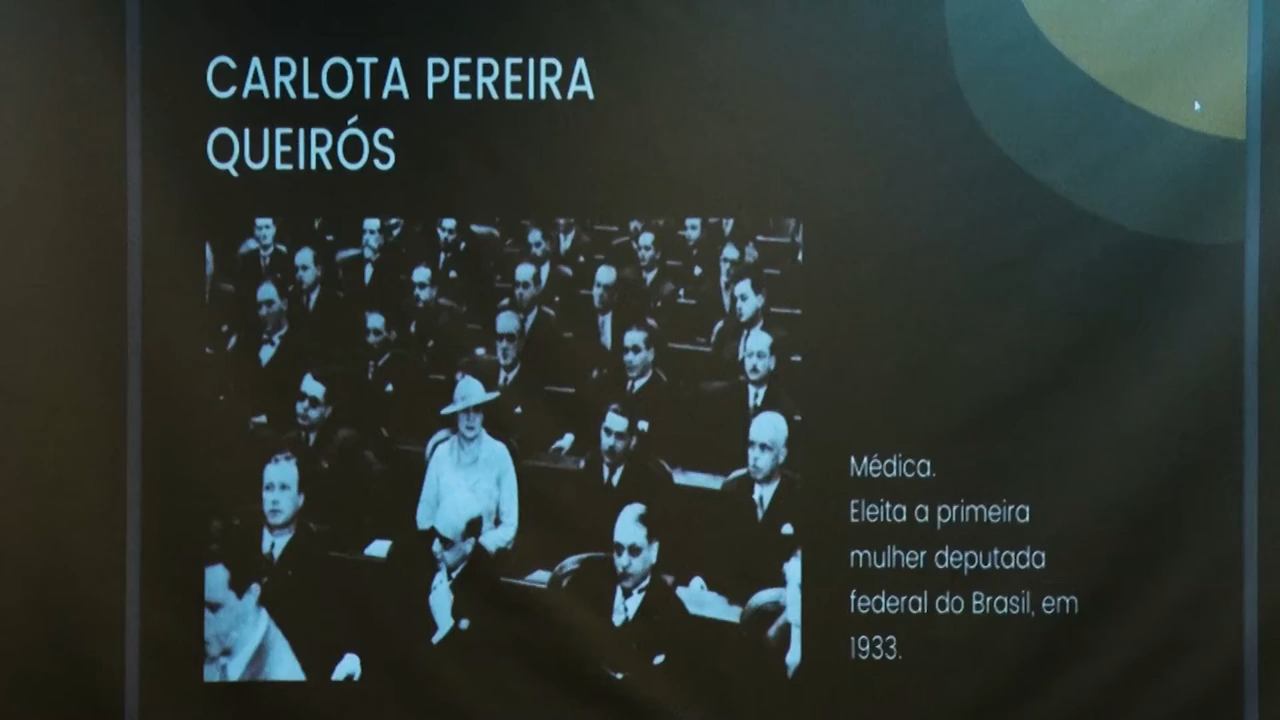 CARLOTA PEREIRA
QUEIRÓS
Médica.
Eleita a primeira
mulher deputada
federal do Brasil, em
1933.